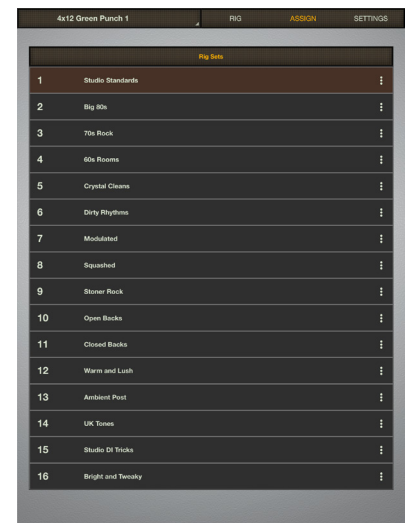 4x12 Green Punch 1 RIG ASSIGN SETTINGS
Rig Sets
1 Studio Standards
2 Big 80s
3 70s Rock
4 60s Rooms
5 Crystal Cleans
6 Dirty Rhythms
7 Modulated
8 Squashed
9 Stoner Rock
10 Open Backs
11 Closed Backs
12 Warm and Lush
13 Ambient Post
14 UK Tones
15 Studio DI Tricks
16 Bright and Tweaky